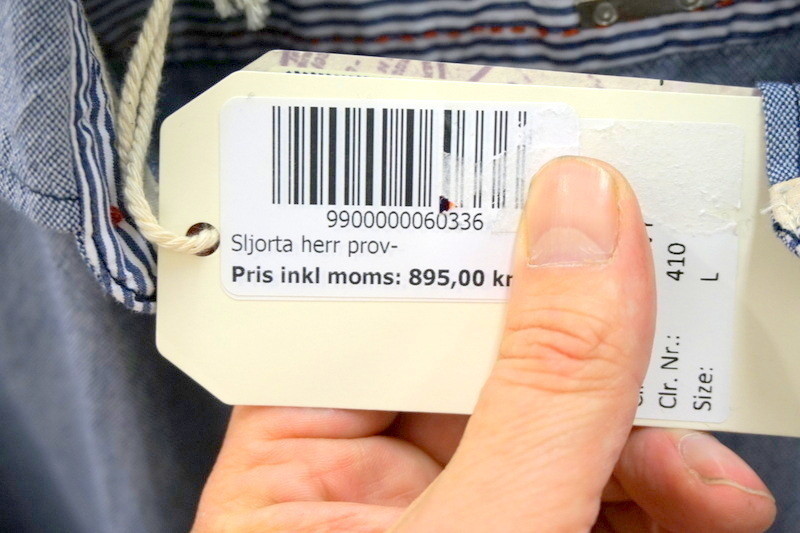 9900000060336
Sljorta herr prov-
Pris inkl moms: 895,00 kr
Clr. Nr.: 410
Size: L